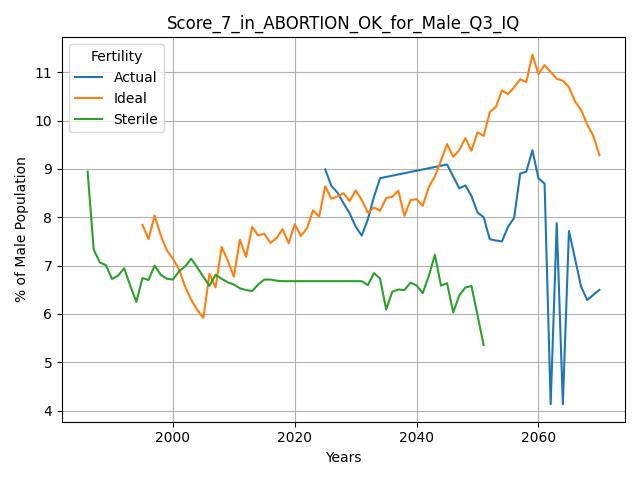 Score_7_in_ABORTION_OK_for_Male_Q3_IQ
Fertility
Actual
Ideal
Sterile
% of Male Population
11
10
9
8
7
6
5
4
2000
2020
2040
2060
Years